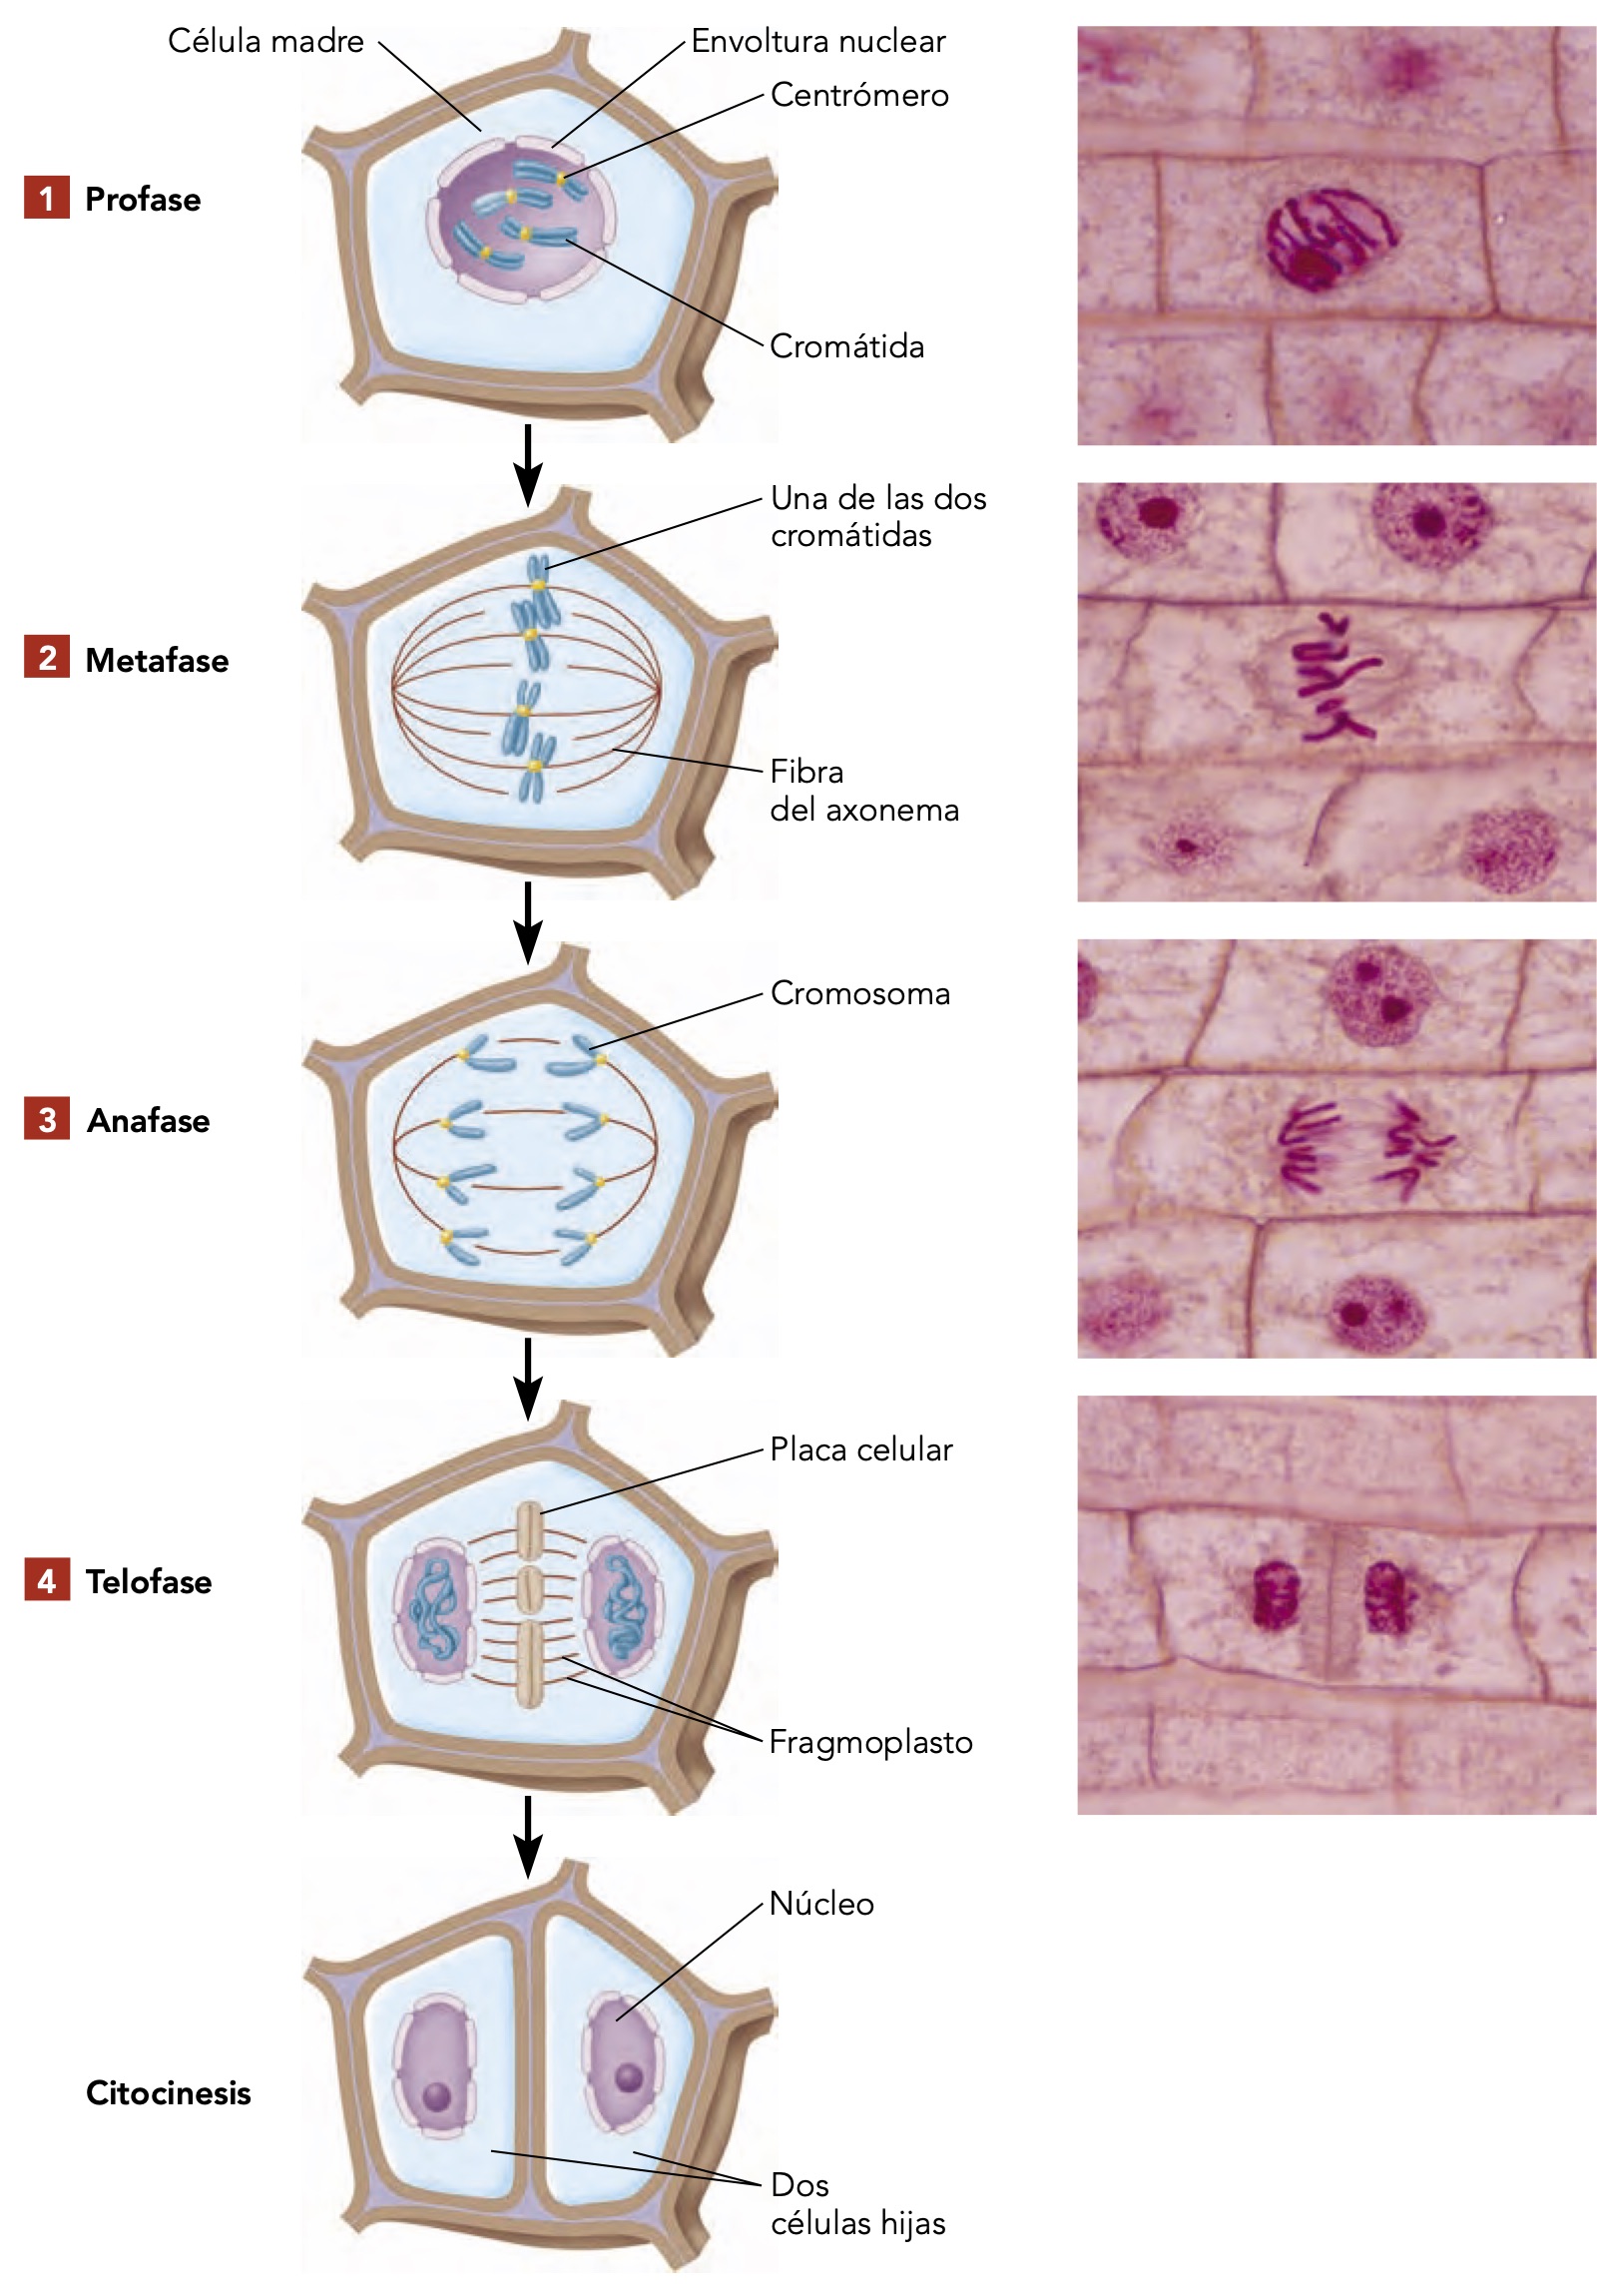 Célula madre
Envoltura nuclear
Centrómero
1 Profase
Cromátida
Una de las dos
cromátidas
2 Metafase
Fibra
del axonema
Cromosoma
3 Anafase
Placa celular
4 Telofase
Fragmoplasto
Núcleo
Citocinesis
Dos
células hijas